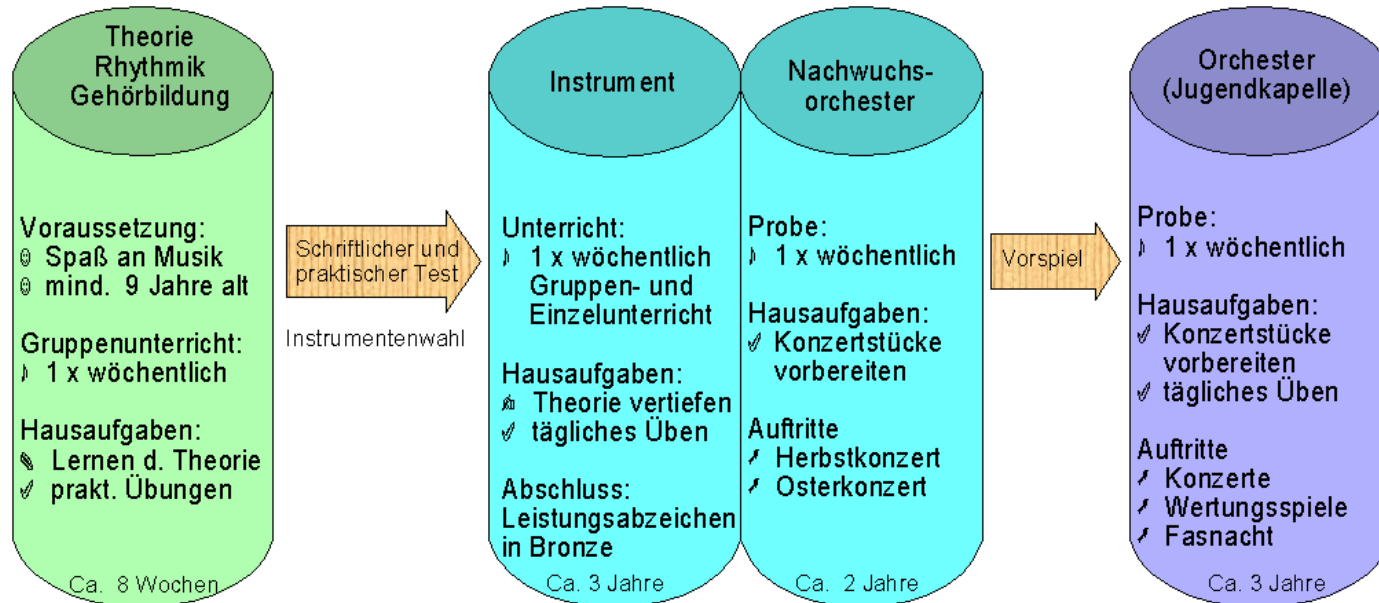 Theorie
Rhythmik
Gehörbildung
Voraussetzung:
Spaß an Musik
mind. 9 Jahre alt
Gruppenunterricht:
1 x wöchentlich
Hausaufgaben:
Lernen d. Theorie
prakt. Übungen
Ca. 8 Wochen
Schriftlicher und
praktischer Test
Instrumentenwahl
Instrument
Unterricht:
1 x wöchentlich
Gruppen- und
Einzelunterricht
Hausaufgaben:
Theorie vertiefen
tägliches Üben
Abschluss:
Leistungsabzeichen
in Bronze
Ca. 3 Jahre
Nachwuchs-
orchester
Probe:
1 x wöchentlich
Hausaufgaben:
Konzertstücke
vorbereiten
Auftritte
Herbstkonzert
Osterkonzert
Ca. 2 Jahre
Vorspiel
Orchester
(Jugendkapelle)
Probe:
1 x wöchentlich
Hausaufgaben:
Konzertstücke
vorbereiten
tägliches Üben
Auftritte
Konzerte
Wertungsspiele
Fasnacht
Ca. 3 Jahre